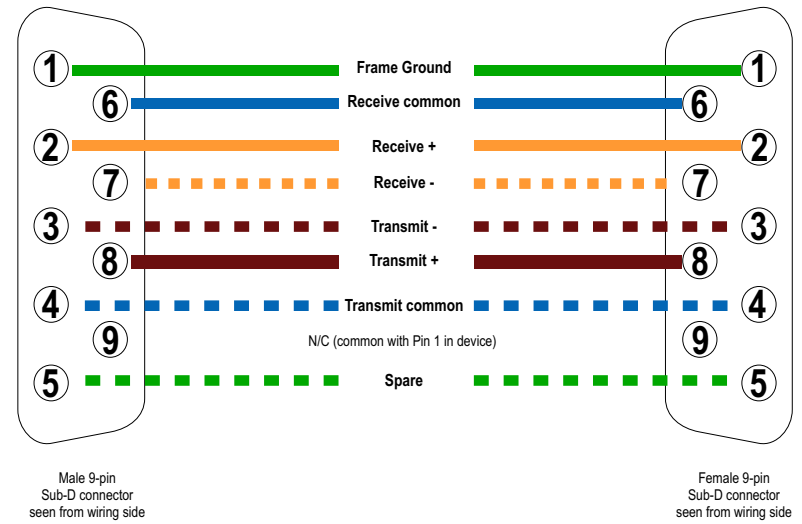 1 Frame Ground 1
6 Receive common 6
2 Receive + 2
7 Receive - 7
3 Transmit - 3
8 Transmit + 8
4 Transmit common 4
9 N/C (common with Pin 1 in device) 9
5 Spare 5
Male 9-pin
Sub-D connector
seen from wiring side
Female 9-pin
Sub-D connector
seen from wiring side